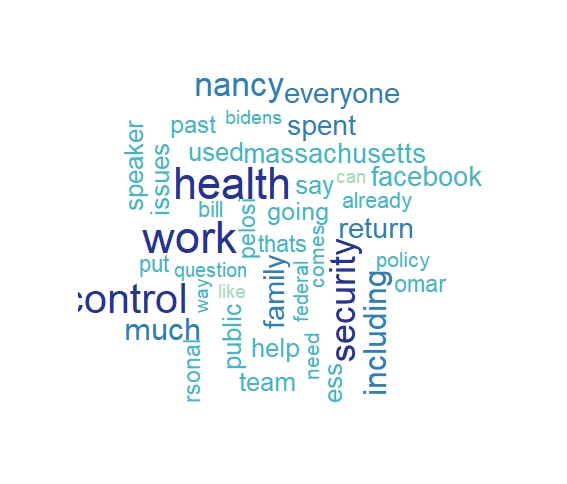 nancy
everyone
bidens
past
spent
speaker
issues
used
massachusetts
health
say
can
facebook
already
bill
pelosi
going
work
thats
comes
return
put
question
family
federal
security
policy
way
like
including
omar
control
much
public
help
need
rsonal
team
ess